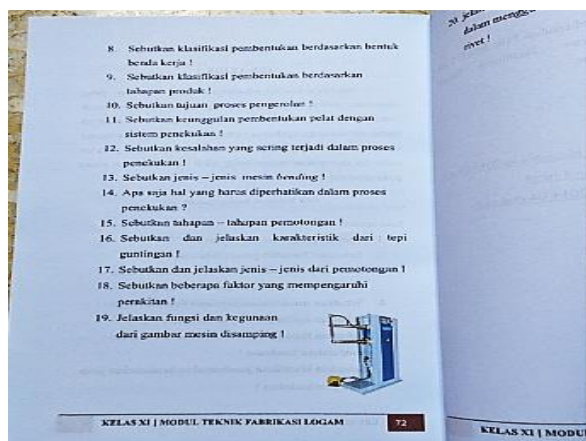 8. Sebutkan klasifikasi pembentukan berdasarkan bentuk
benda kerja !
9. Sebutkan klasifikasi pembentukan berdasarkan
tahapan produk !
10. Sebutkan tujuan proses pengerolan !
11. Sebutkan keunggulan pembentukan pelat dengan
sistem penekukan !
12. Sebutkan kesalahan yang sering terjadi dalam proses
penekukan !
13. Sebutkan jenis – jenis mesin bending !
14. Apa saja hal yang harus diperhatikan dalam proses
penekukan ?
15. Sebutkan tahapan – tahapan pemotongan !
16. Sebutkan dan jelaskan karakteristik dari tepi
guntingan !
17. Sebutkan dan jelaskan jenis – jenis dari pemotongan !
18. Sebutkan beberapa faktor yang mempengaruhi
perakitan !
19. Jelaskan fungsi dan kegunaan
dari gambar mesin disamping !
KELAS XI | MODUL TEKNIK FABRIKASI LOGAM 72
20.
dalam
rivet !
KELAS XI | MODU